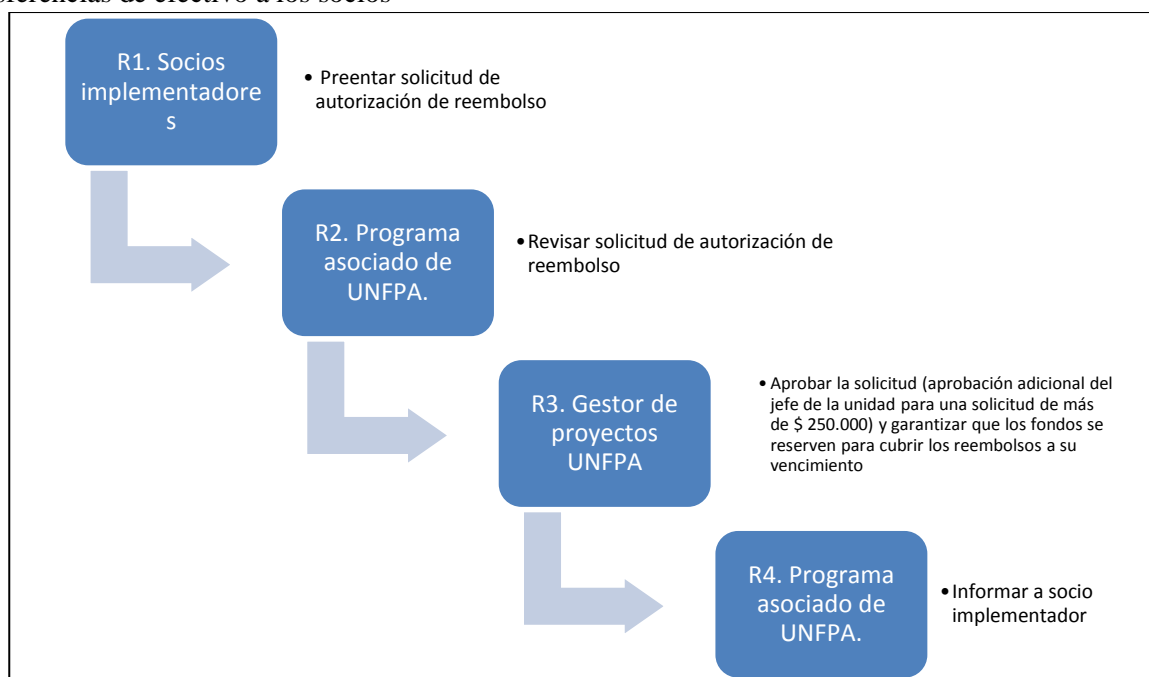 R1. Socios
implementadore
s
• Preentar solicitud de
autorización de reembolso
R2. Programa
asociado de
UNFPA.
• Revisar solicitud de autorización de
reembolso
R3. Gestor de
proyectos
UNFPA
• Aprobar la solicitud (aprobación adicional del
jefe de la unidad para una solicitud de más
de $ 250.000) y garantizar que los fondos se
reserven para cubrir los reembolsos a su
vencimiento
R4. Programa
asociado de
UNFPA.
• Informar a socio
implementador